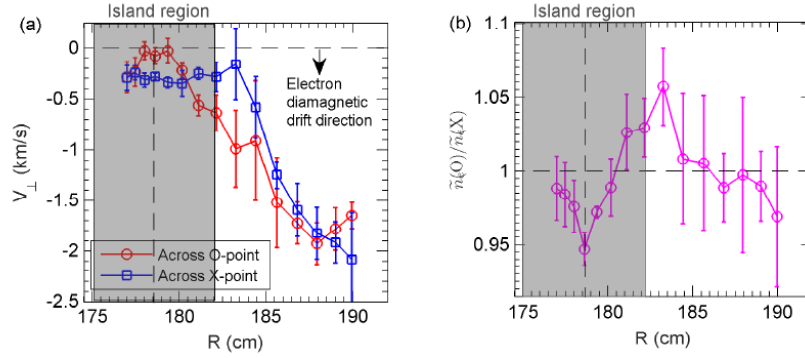 Island region
(a)
0
-0.5
-1
-1.5
-2
-2.5
V⊥ (km/s)
Electron
diamagnetic
drift direction
Across O-point
Across X-point
175
180
185
190
R (cm)
Island region
(b)
1.1
1.05
1
0.95
ñ(O)/ñ(X)
175
180
185
190
R (cm)